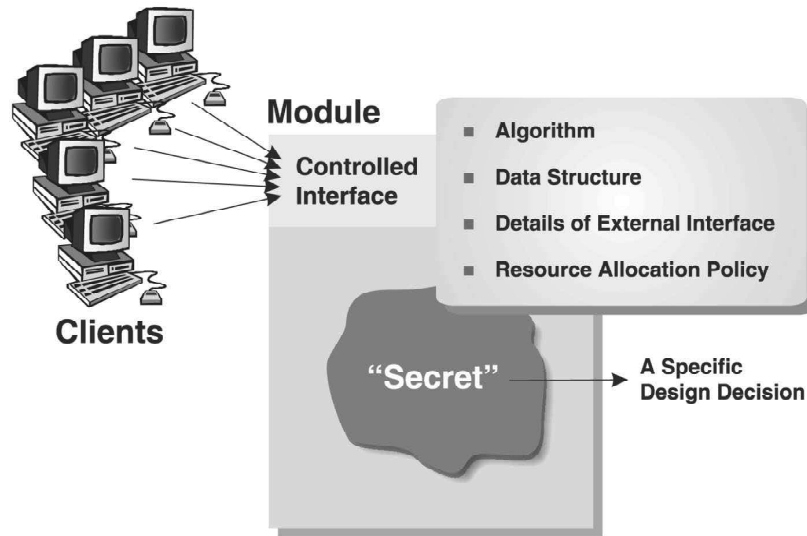 Module
Controlled
Interface
■ Algorithm
■ Data Structure
■ Details of External Interface
■ Resource Allocation Policy
Clients
“Secret”
A Specific
Design Decision